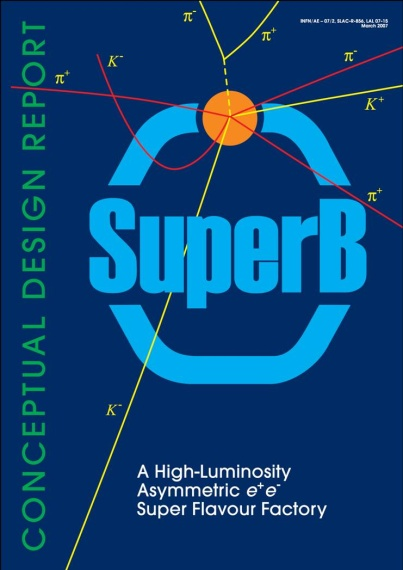 INFN/AE – 07/2, SLAC-R-856, LAL 07-15
March 2007
CONCEPTUAL DESIGN REPORT
π-
π+
K-
π+
π-
K+
π+
SuperB
K-
A High-Luminosity
Asymmetric e+e-
Super Flavour Factory